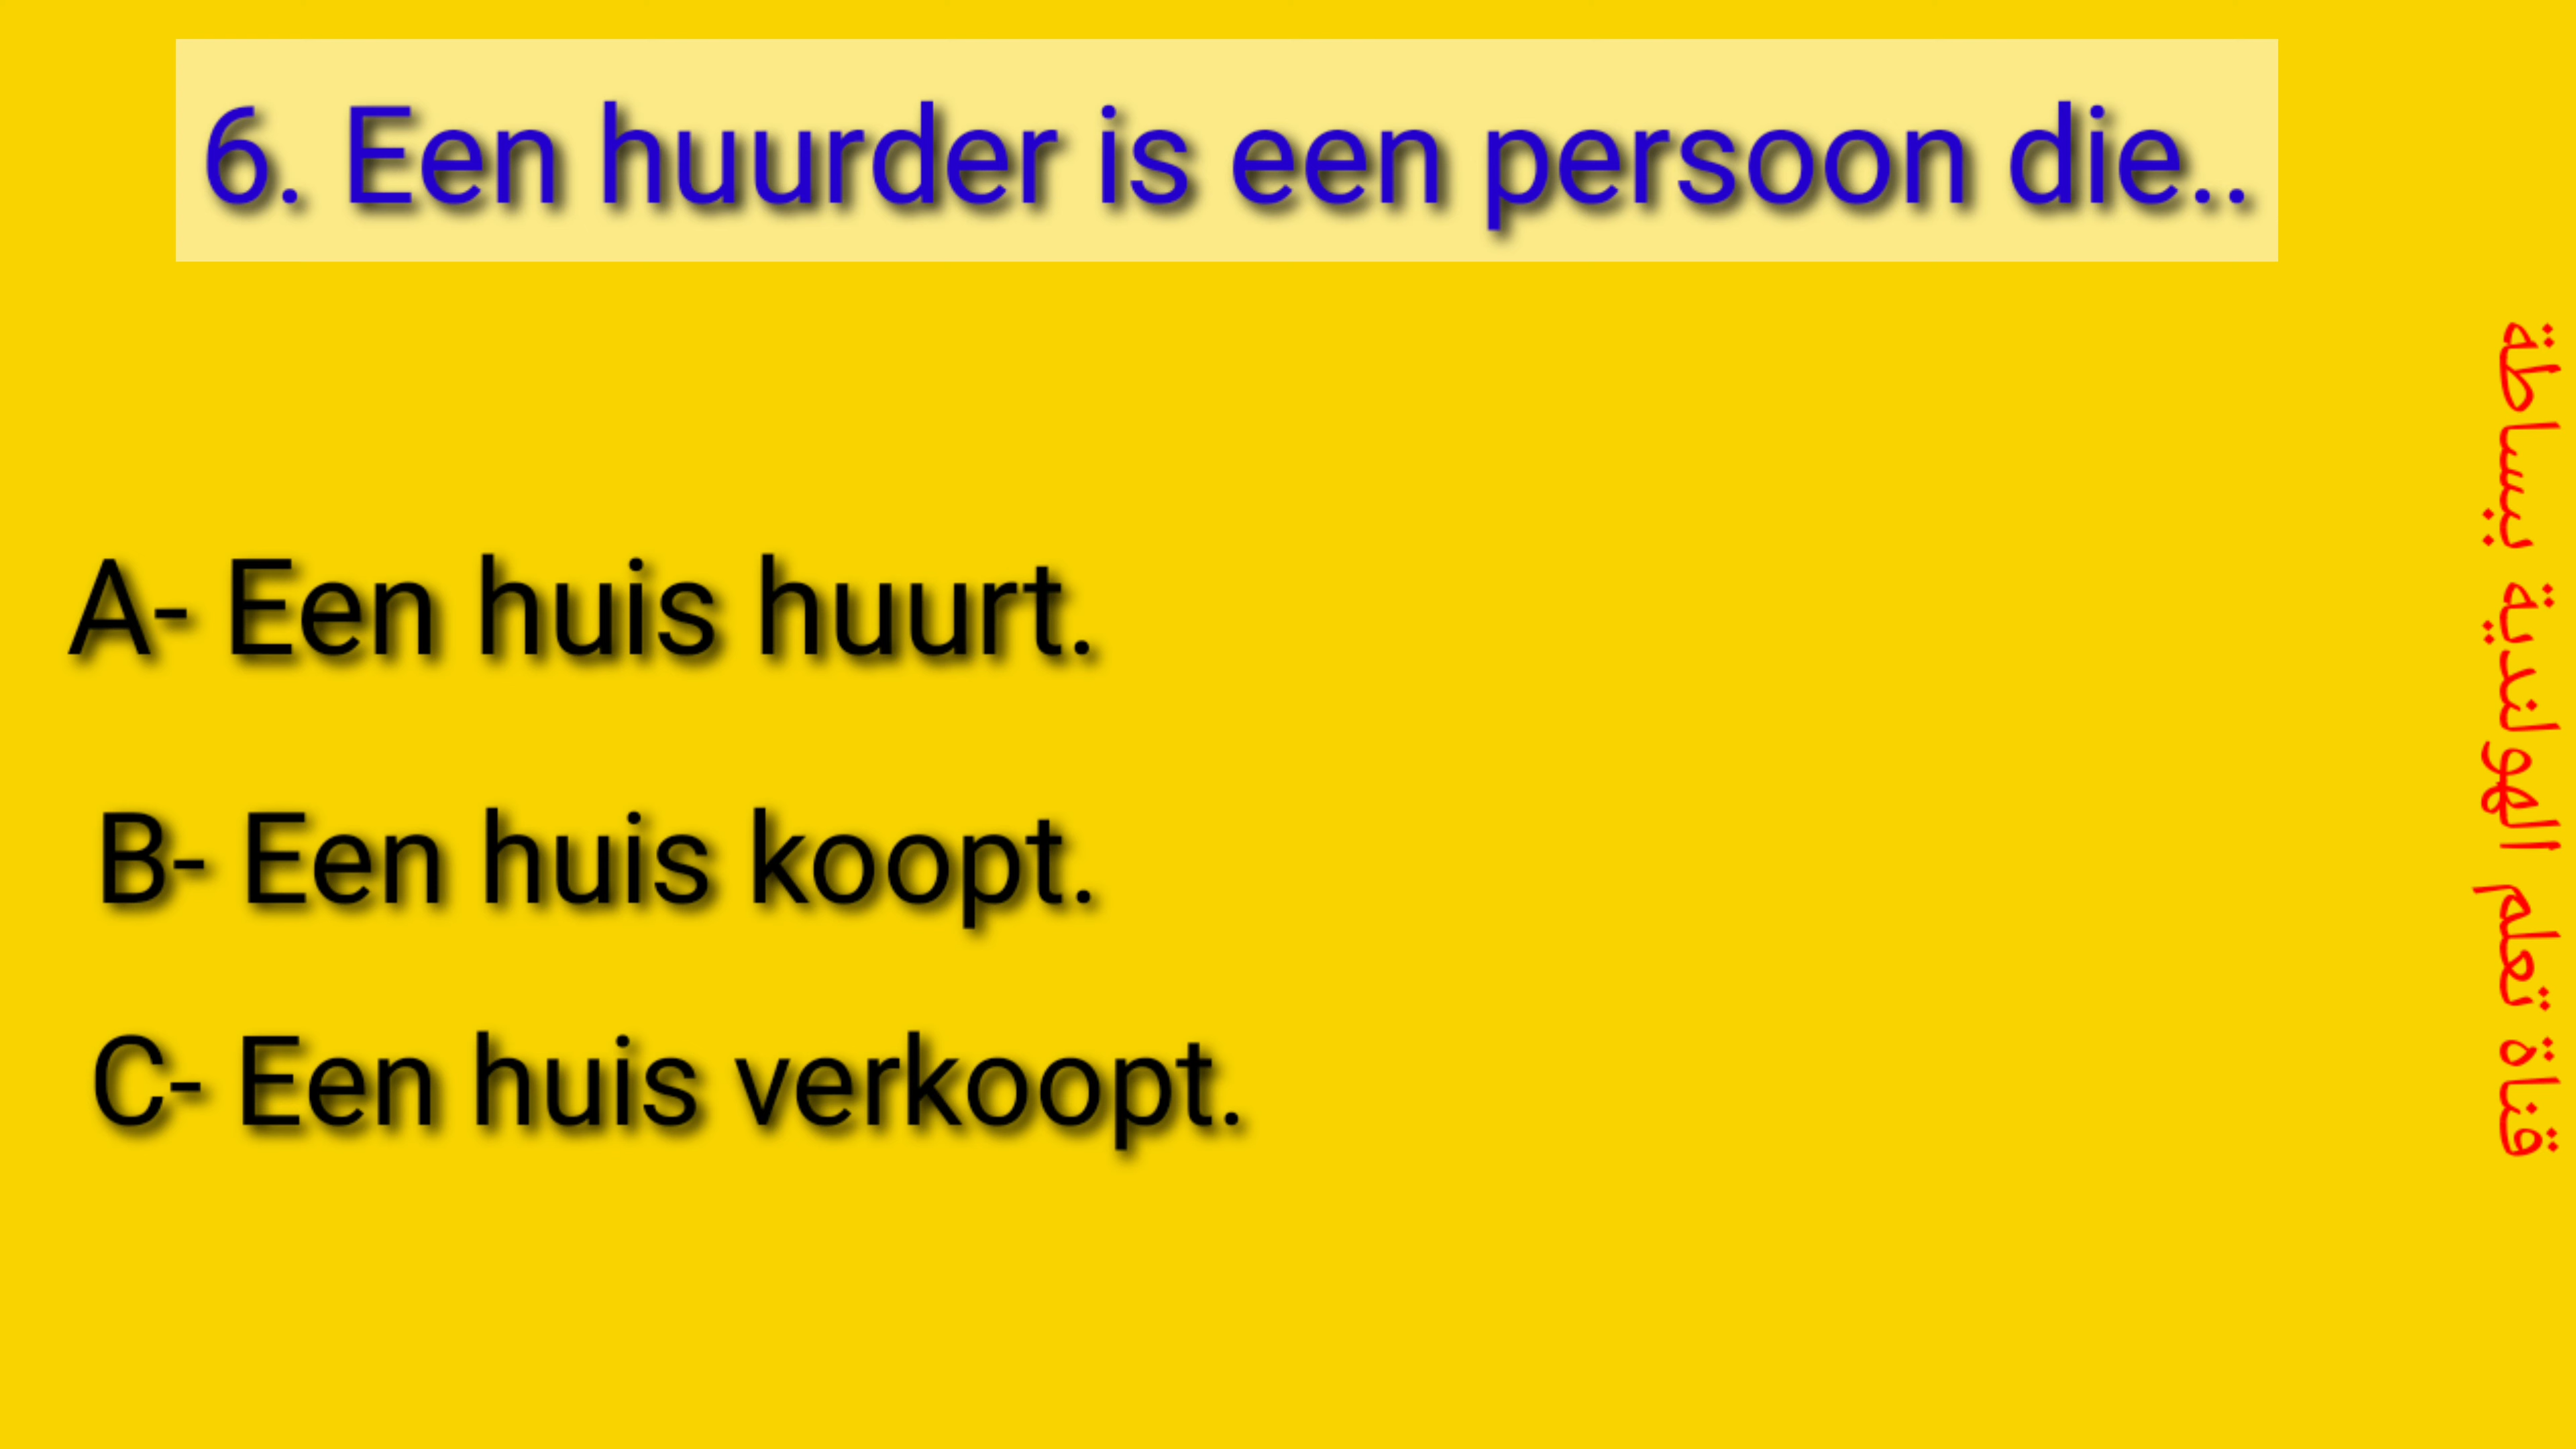 6. Een huurder is een persoon die..
A- Een huis huurt.
B- Een huis koopt.
C- Een huis verkoopt.
قناة تعلم الهولندية ببساطة